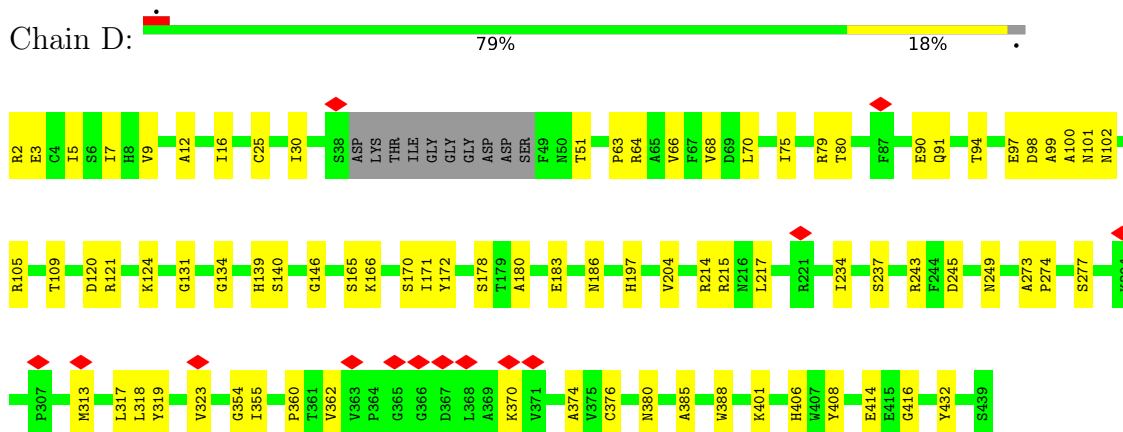 Chain D:
79% 18%
R2 E3 C4 I5 S6 I7 H8 V9 A12 I16 C25 I30 S38 ASP LYS THR ILE GLY GLY GLY ASP ASP SER F49 N50 T51 P63 R64 A65 V66 F67 V68 D69 L70 I75 R79 T80 F87 E90 Q91 T94 E97 D98 A99 A100 N101 N102
R105 T109 D120 R121 K124 G131 G134 H139 S140 G146 S165 K166 S170 I171 Y172 S178 T179 A180 E183 N186 H197 V204 R214 R215 N216 L217 R221 I234 S237 R243 F244 D245 N249 A273 P274 S277
P307 M313 L317 L318 Y319 V323 G354 I355 P360 T361 V362 V363 P364 G365 G366 D367 L368 A369 K370 V371 A374 V375 C376 N380 A385 W388 K401 H406 W407 Y408 E414 E415 G416 Y432 S439